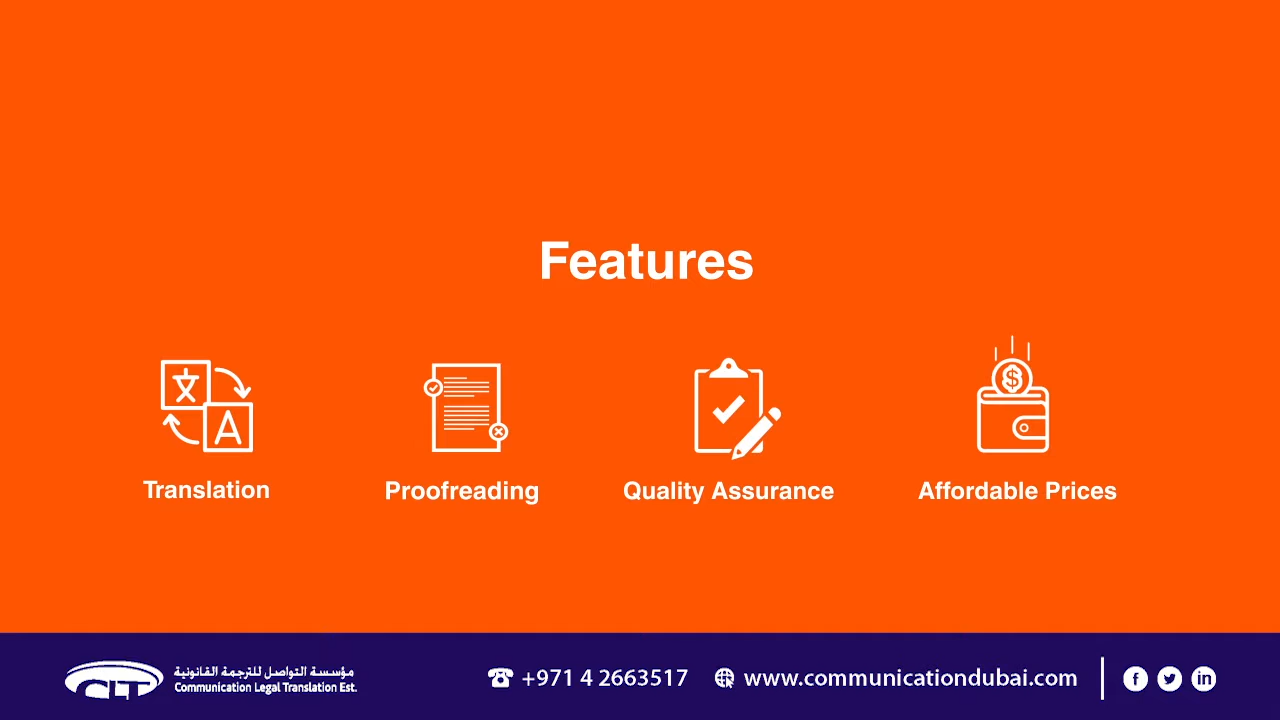 Features
Translation
Proofreading
Quality Assurance
Affordable Prices
CLT
مؤسسة التواصل للترجمة القانونية
Communication Legal Translation Est.
+971 4 2663517
www.communicationdubai.com